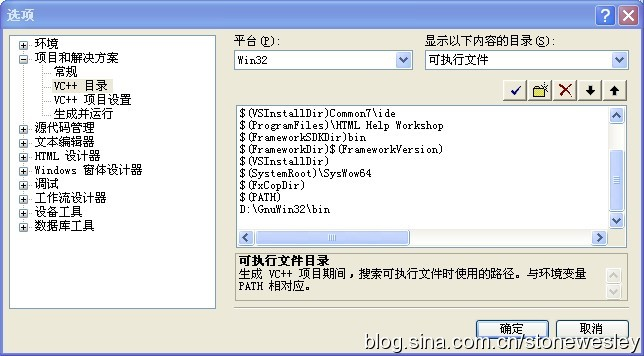 选项
平台(P):
显示以下内容的目录(S):
Win32
可执行文件
环境
项目和解决方案
常规
VC++ 目录
VC++ 项目设置
生成并运行
源代码管理
文本编辑器
HTML 设计器
Windows 窗体设计器
调试
工作流设计器
设备工具
数据库工具
$(VSInstallDir)Common7\ide
$(ProgramFiles)\HTML Help Workshop
$(FrameworkSDKDir)bin
$(FrameworkDir)$(FrameworkVersion)
$(VSInstallDir)
$(SystemRoot)\SysWow64
$(FxCopDir)
$(PATH)
D:\GnuWin32\bin
可执行文件目录
生成 VC++ 项目期间，搜索可执行文件时使用的路径。与环境变量
PATH 相对应。
确定
取消
blog.sina.com.cn/stonewesley